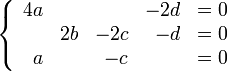 4a −2d = 0
2b −2c −d = 0
a −c = 0